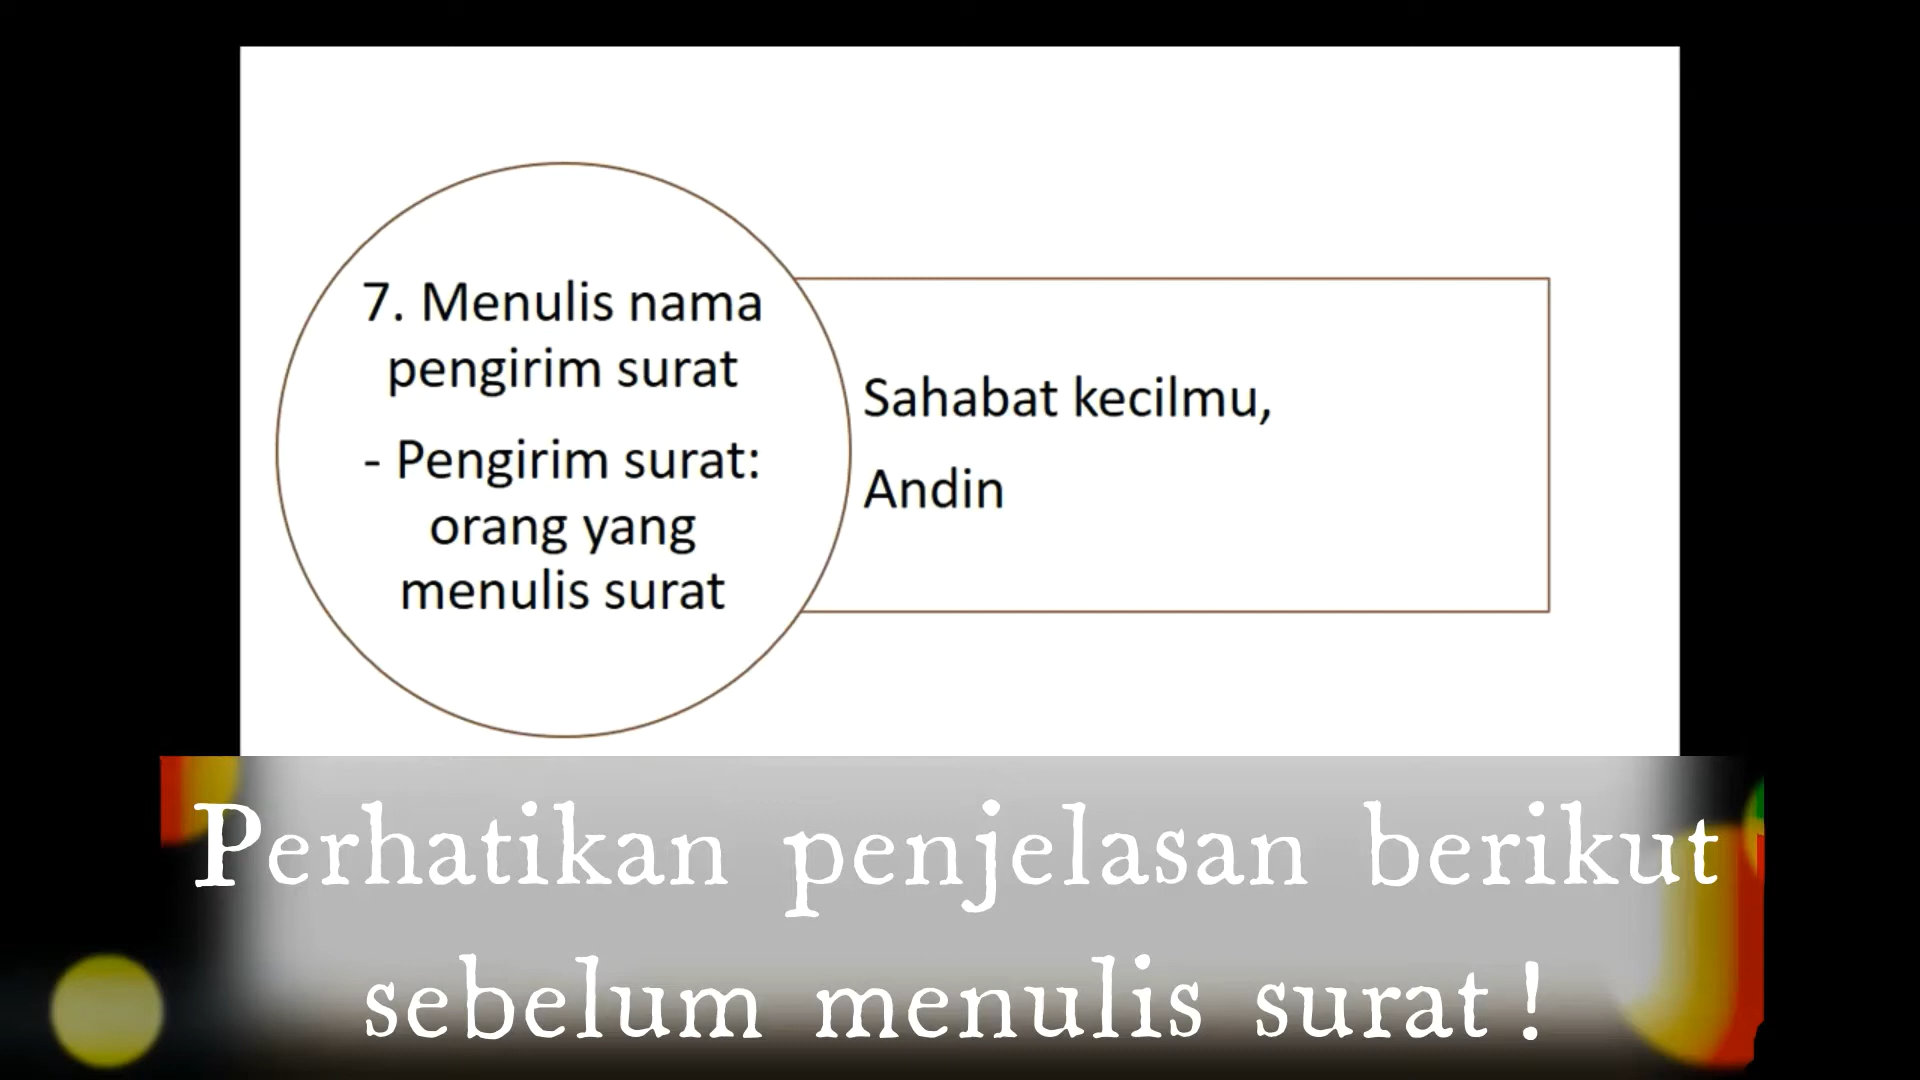 7. Menulis nama
pengirim surat
- Pengirim surat:
orang yang
menulis surat
Sahabat kecilmu,
Andin
Perhatikan penjelasan berikut
sebelum menulis surat !